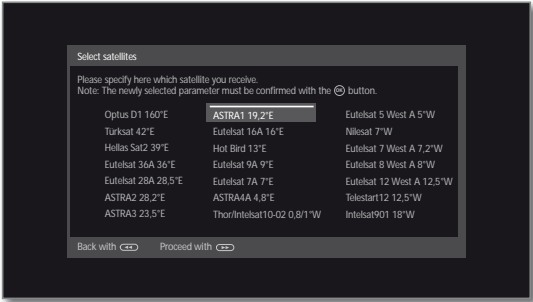 Select satellites
Please specify here which satellite you receive.
Note: The newly selected parameter must be confirmed with the OK button.
Optus D1 160°E
Türksat 42°E
Hellas Sat2 39°E
Eutelsat 36A 36°E
Eutelsat 28A 28,5°E
ASTRA2 28,2°E
ASTRA3 23,5°E
ASTRA1 19,2°E
Eutelsat 16A 16°E
Hot Bird 13°E
Eutelsat 9A 9°E
Eutelsat 7A 7°E
ASTRA4A 4,8°E
Thor/Intelsat10-02 0,8/1°W
Eutelsat 5 West A 5°W
Nilesat 7°W
Eutelsat 7 West A 7,2°W
Eutelsat 8 West A 8°W
Eutelsat 12 West A 12,5°W
Telestart12 12,5°W
Intelsat901 18°W
Back with Proceed with